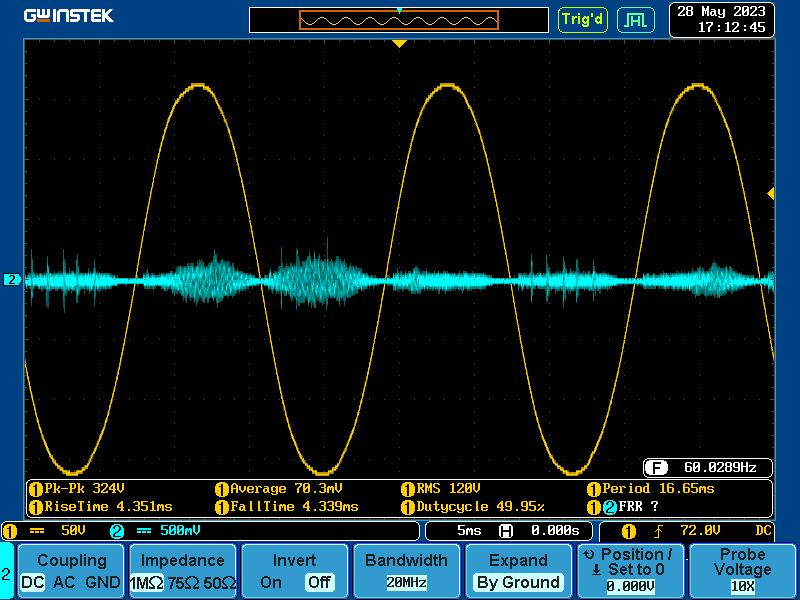 GWINSTEK
Trig'd
28 May 2023
17:12:45
2
F 60.0289Hz
1 Pk-Pk 324V 1 Average 70.3mV 1 RMS 120V 1 Period 16.65ms
1 RiseTime 4.351ms 1 FallTime 4.339ms 1 Dutycycle 49.95% 1 2 FRR ?
1 50V 2 500mV 5ms H 0.000s 1 72.0V DC
2
Coupling
DC AC GND
Impedance
1MΩ 75Ω 50Ω
Invert
On Off
Bandwidth
20MHz
Expand
By Ground
Position /
Set to 0
0.000V
Probe
Voltage
10X